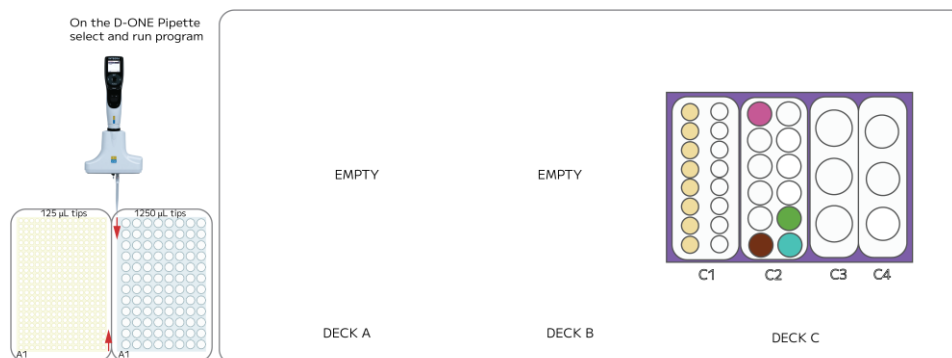 On the D-ONE Pipette
select and run program
125 µL tips
1250 µL tips
A1
A1
EMPTY
EMPTY
C1
C2
C3
C4
DECK A
DECK B
DECK C